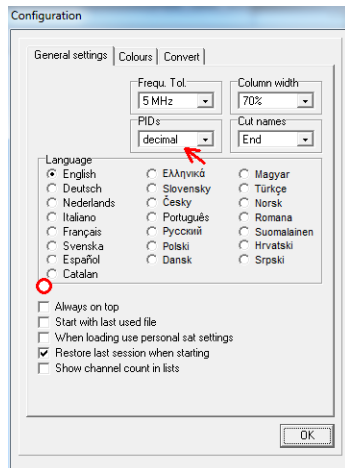 Configuration
General settings Colours Convert
Frequ. Tol. Column width
5 MHz 70%
PIDs Cut names
decimal End
Language
English Ελληνικά Magyar
Deutsch Slovensky Türkçe
Nederlands Česky Norsk
Italiano Português Romana
Français Русский Suomalainen
Svenska Polski Hrvatski
Español Dansk Srpski
Catalan
Always on top
Start with last used file
When loading use personal sat settings
Restore last session when starting
Show channel count in lists
OK